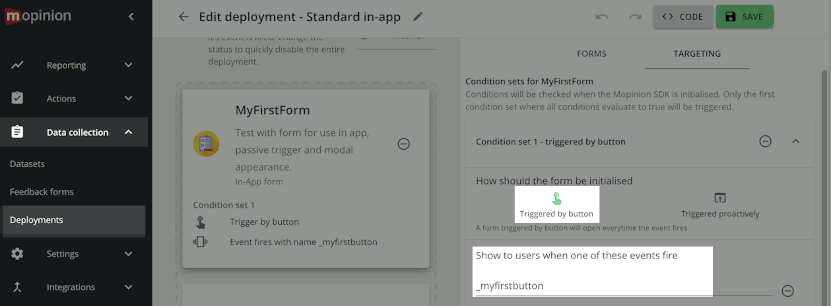 mopinion
Edit deployment - Standard in-app
CODE
SAVE
Reporting
Actions
Data collection
Datasets
Feedback forms
Deployments
Settings
Integrations
status to quickly disable the entire
deployment.
MyFirstForm
Test with form for use in app,
passive trigger and modal
appearance.
In-App form
Condition set 1
Trigger by button
Event fires with name _myfirstbutton
FORMS
TARGETING
Condition sets for MyFirstForm
Conditions will be checked when the Mopinion SDK is initialised. Only the first
condition set where all conditions evaluate to true will be triggered.
Condition set 1 - triggered by button
How should the form be initialised
Triggered by button
Triggered proactively
A form triggered by button will open everytime the event fires
Show to users when one of these events fire
_myfirstbutton